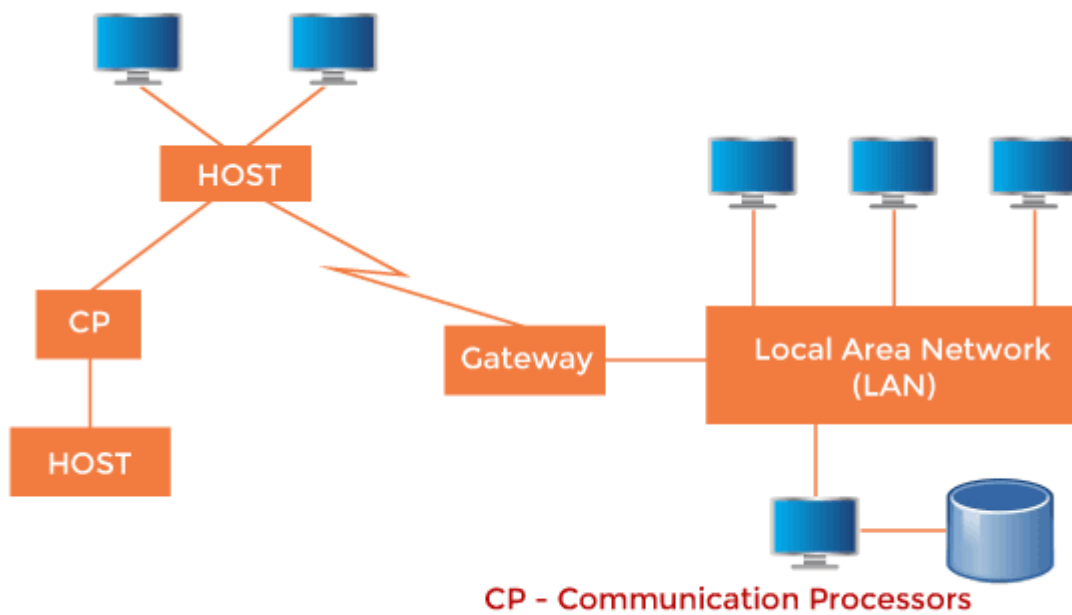 HOST
CP
HOST
Gateway
Local Area Network
(LAN)
CP - Communication Processors